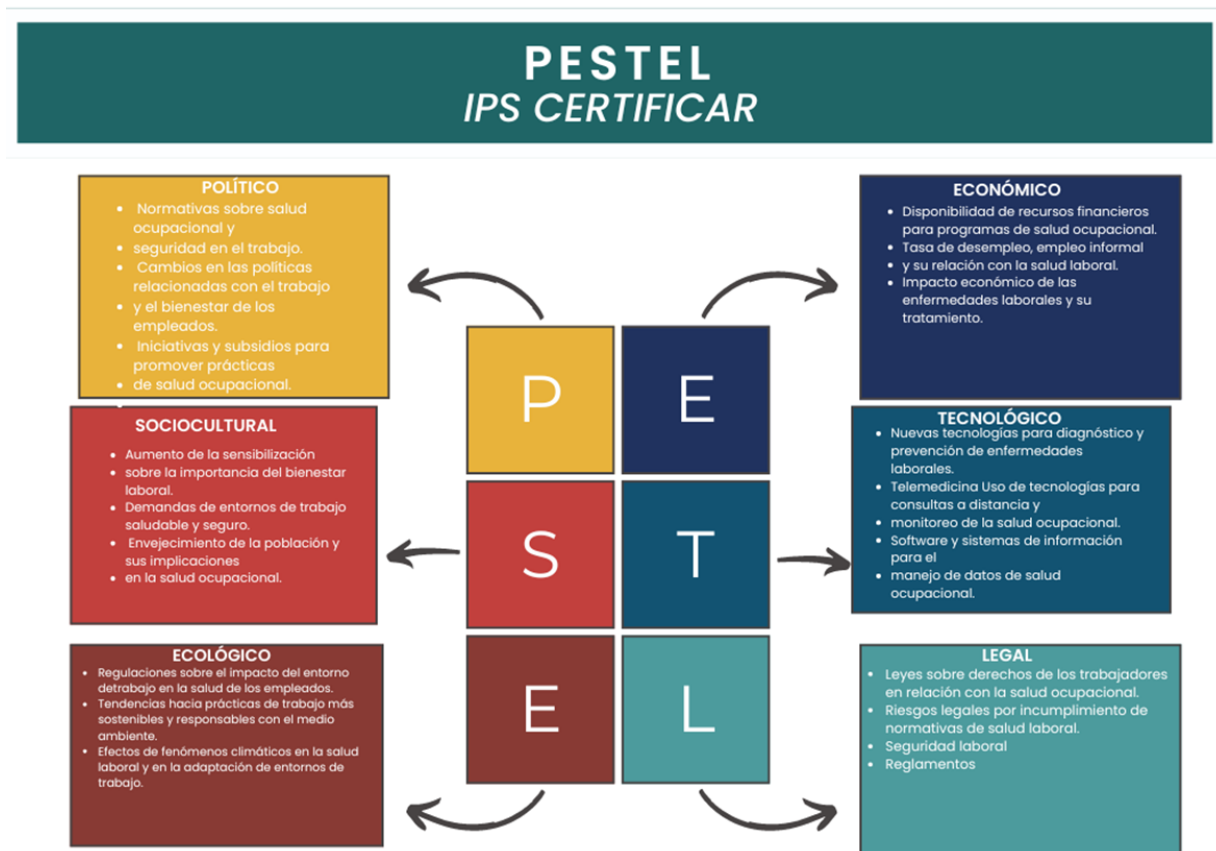 PESTEL
IPS CERTIFICAR
POLÍTICO
• Normativas sobre salud
ocupacional y
• seguridad en el trabajo.
• Cambios en las políticas
relacionadas con el trabajo
• y el bienestar de los
empleados.
• Iniciativas y subsidios para
promover prácticas
• de salud ocupacional.
•
ECONÓMICO
• Disponibilidad de recursos financieros
para programas de salud ocupacional.
• Tasa de desempleo, empleo informal
• y su relación con la salud laboral.
• Impacto económico de las
enfermedades laborales y su
tratamiento.
P
E
SOCIOCULTURAL
• Aumento de la sensibilización
• sobre la importancia del bienestar
laboral.
• Demandas de entornos de trabajo
saludable y seguro.
• Envejecimiento de la población y
sus implicaciones
• en la salud ocupacional.
TECNOLÓGICO
• Nuevas tecnologías para diagnóstico y
prevención de enfermedades
laborales.
• Telemedicina Uso de tecnologías para
consultas a distancia y
• monitoreo de la salud ocupacional.
• Software y sistemas de información
para el
• manejo de datos de salud
ocupacional.
S
T
ECOLÓGICO
• Regulaciones sobre el impacto del entorno
detrabajo en la salud de los empleados.
• Tendencias hacia prácticas de trabajo más
sostenibles y responsables con el medio
ambiente.
• Efectos de fenómenos climáticos en la salud
laboral y en la adaptación de entornos de
trabajo.
LEGAL
• Leyes sobre derechos de los trabajadores
en relación con la salud ocupacional.
• Riesgos legales por incumplimiento de
normativas de salud laboral.
• Seguridad laboral
• Reglamentos
E
L